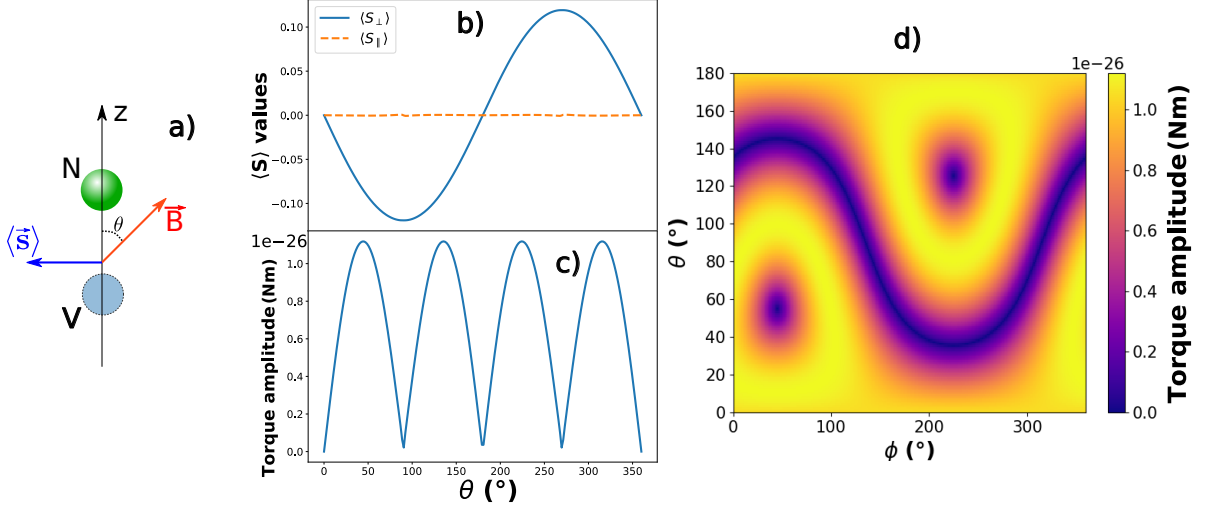 a)
z
N
θ
B
⟨S⟩
V
b)
⟨S⊥⟩
⟨S∥⟩
⟨S⟩ values
0.10
0.05
0.00
−0.05
−0.10
c)
1e−26
Torque amplitude(Nm)
1.0
0.8
0.6
0.4
0.2
0.0
0 50 100 150 200 250 300 350
θ (°)
d)
1e−26
θ (°)
180
160
140
120
100
80
60
40
20
0
0 100 200 300
ϕ (°)
1.0
0.8
0.6
0.4
0.2
0.0
Torque amplitude(Nm)